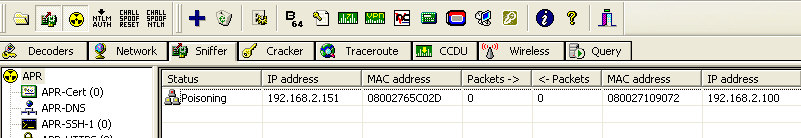 NTLM AUTH CHALL SPOOF RESET CHALL SPOOF NTLM B 64 VPN
Decoders Network Sniffer Cracker Traceroute CCDU Wireless Query
APR
APR-Cert (0)
APR-DNS
APR-SSH-1 (0)
APR-HTTPS (0)
Status IP address MAC address Packets -> <- Packets MAC address IP address
Poisoning 192.168.2.151 08002765C02D 0 0 080027109072 192.168.2.100